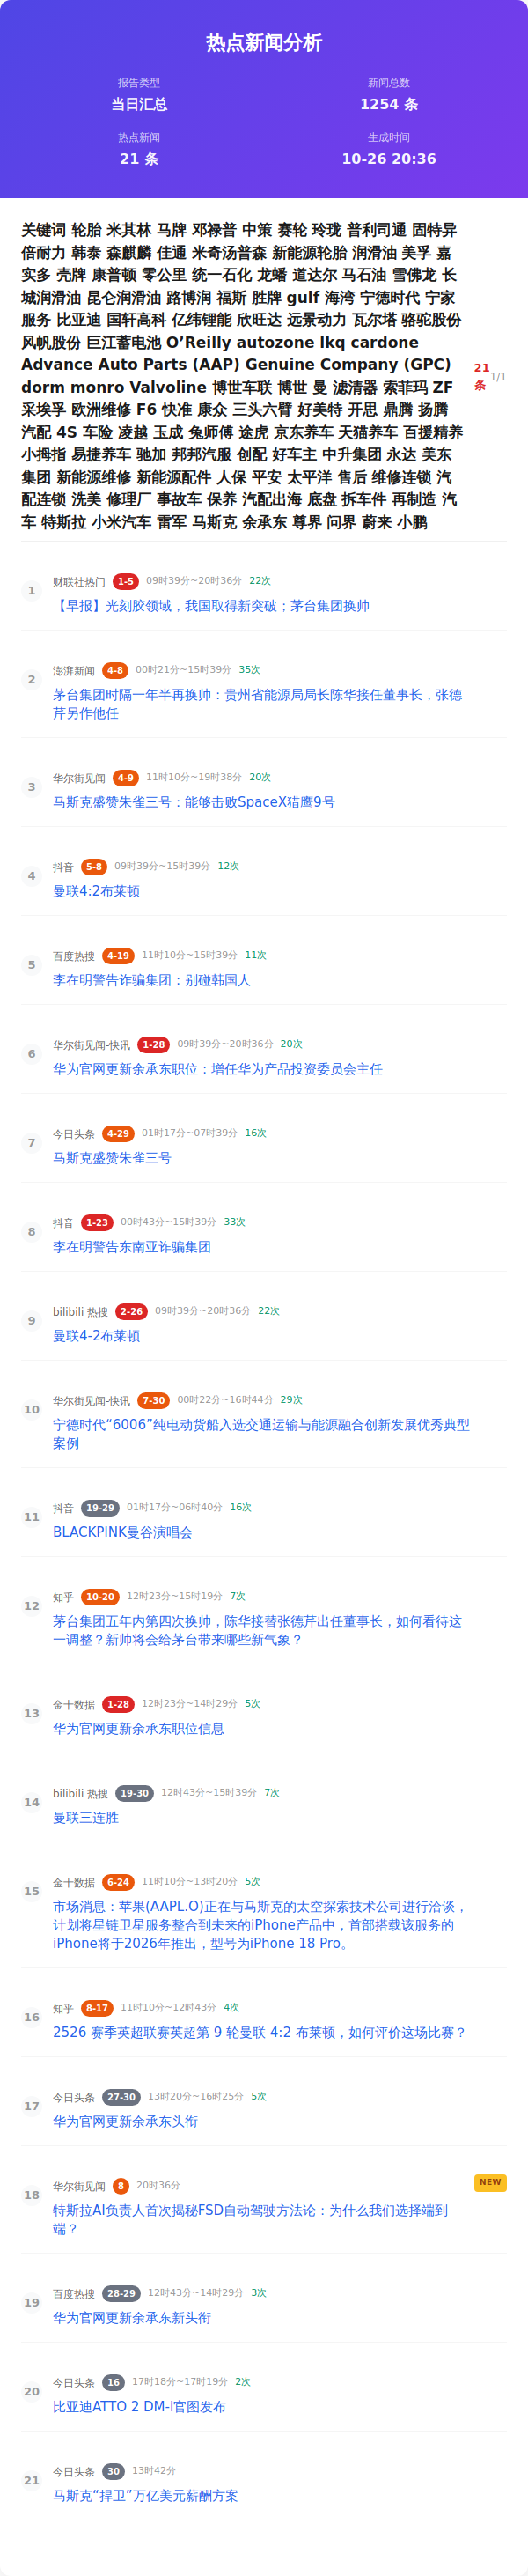 热点新闻分析
报告类型
当日汇总
新闻总数
1254 条
热点新闻
21 条
生成时间
10-26 20:36
关键词 轮胎 米其林 马牌 邓禄普 中策 赛轮 玲珑 普利司通 固特异
倍耐力 韩泰 森麒麟 佳通 米奇汤普森 新能源轮胎 润滑油 美孚 嘉
实多 壳牌 康普顿 零公里 统一石化 龙蟠 道达尔 马石油 雪佛龙 长
城润滑油 昆仑润滑油 路博润 福斯 胜牌 gulf 海湾 宁德时代 宁家
服务 比亚迪 国轩高科 亿纬锂能 欣旺达 远景动力 瓦尔塔 骆驼股份
风帆股份 巨江蓄电池 O’Reilly autozone lkq cardone
Advance Auto Parts (AAP) Genuine Company (GPC)
dorm monro Valvoline 博世车联 博世 曼 滤清器 索菲玛 ZF
采埃孚 欧洲维修 F6 快准 康众 三头六臂 好美特 开思 鼎腾 扬腾
汽配 4S 车险 凌越 玉成 兔师傅 途虎 京东养车 天猫养车 百援精养
小拇指 易捷养车 驰加 邦邦汽服 创配 好车主 中升集团 永达 美东
集团 新能源维修 新能源配件 人保 平安 太平洋 售后 维修连锁 汽
配连锁 洗美 修理厂 事故车 保养 汽配出海 底盘 拆车件 再制造 汽
车 特斯拉 小米汽车 雷军 马斯克 余承东 尊界 问界 蔚来 小鹏
21
条
1/1
1
财联社热门 1-5 09时39分~20时36分 22次
【早报】光刻胶领域，我国取得新突破；茅台集团换帅
2
澎湃新闻 4-8 00时21分~15时39分 35次
茅台集团时隔一年半再换帅：贵州省能源局局长陈华接任董事长，张德
芹另作他任
3
华尔街见闻 4-9 11时10分~19时38分 20次
马斯克盛赞朱雀三号：能够击败SpaceX猎鹰9号
4
抖音 5-8 09时39分~15时39分 12次
曼联4:2布莱顿
5
百度热搜 4-19 11时10分~15时39分 11次
李在明警告诈骗集团：别碰韩国人
6
华尔街见闻-快讯 1-28 09时39分~20时36分 20次
华为官网更新余承东职位：增任华为产品投资委员会主任
7
今日头条 4-29 01时17分~07时39分 16次
马斯克盛赞朱雀三号
8
抖音 1-23 00时43分~15时39分 33次
李在明警告东南亚诈骗集团
9
bilibili 热搜 2-26 09时39分~20时36分 22次
曼联4-2布莱顿
10
华尔街见闻-快讯 7-30 00时22分~16时44分 29次
宁德时代“6006”纯电动货船入选交通运输与能源融合创新发展优秀典型
案例
11
抖音 19-29 01时17分~06时40分 16次
BLACKPINK曼谷演唱会
12
知乎 10-20 12时23分~15时19分 7次
茅台集团五年内第四次换帅，陈华接替张德芹出任董事长，如何看待这
一调整？新帅将会给茅台带来哪些新气象？
13
金十数据 1-28 12时23分~14时29分 5次
华为官网更新余承东职位信息
14
bilibili 热搜 19-30 12时43分~15时39分 7次
曼联三连胜
15
金十数据 6-24 11时10分~13时20分 5次
市场消息：苹果(AAPL.O)正在与马斯克的太空探索技术公司进行洽谈，
计划将星链卫星服务整合到未来的iPhone产品中，首部搭载该服务的
iPhone将于2026年推出，型号为iPhone 18 Pro。
16
知乎 8-17 11时10分~12时43分 4次
2526 赛季英超联赛英超第 9 轮曼联 4:2 布莱顿，如何评价这场比赛？
17
今日头条 27-30 13时20分~16时25分 5次
华为官网更新余承东头衔
18
华尔街见闻 8 20时36分
NEW
特斯拉AI负责人首次揭秘FSD自动驾驶方法论：为什么我们选择端到
端？
19
百度热搜 28-29 12时43分~14时29分 3次
华为官网更新余承东新头衔
20
今日头条 16 17时18分~17时19分 2次
比亚迪ATTO 2 DM-i官图发布
21
今日头条 30 13时42分
马斯克“捍卫”万亿美元薪酬方案